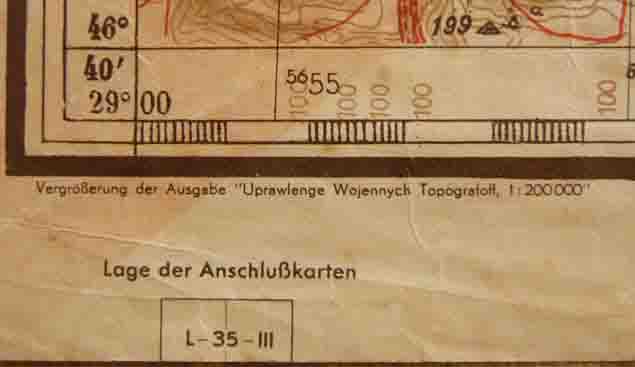 46° 199
40'
5655
29° 00 100 100 100 100 100
Vergrößerung der Ausgabe "Uprawlenge Wojennych Topografoff, 1:200000"
Lage der Anschlußkarten
L-35-III